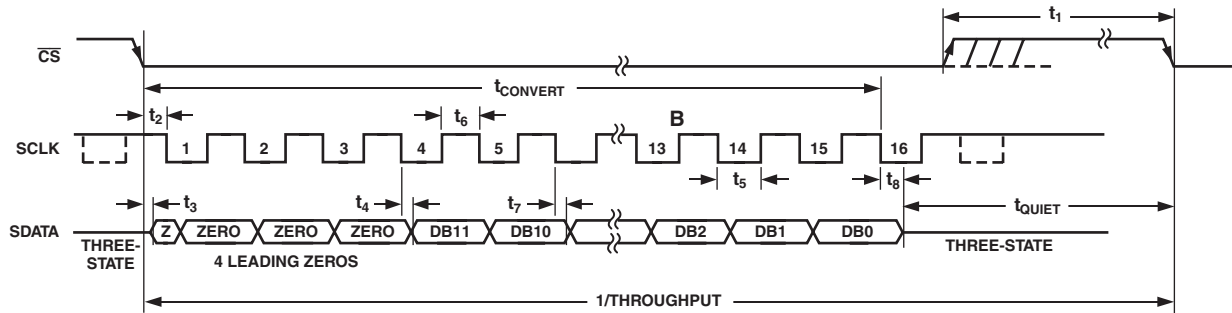 t1
CS
tCONVERT
t2
t6
B
SCLK
1 2 3 4 5 13 14 15 16
t3
t4
t7
t5
t8
tQUIET
SDATA
Z ZERO ZERO ZERO DB11 DB10 DB2 DB1 DB0
THREE-
STATE
THREE-STATE
4 LEADING ZEROS
1/THROUGHPUT